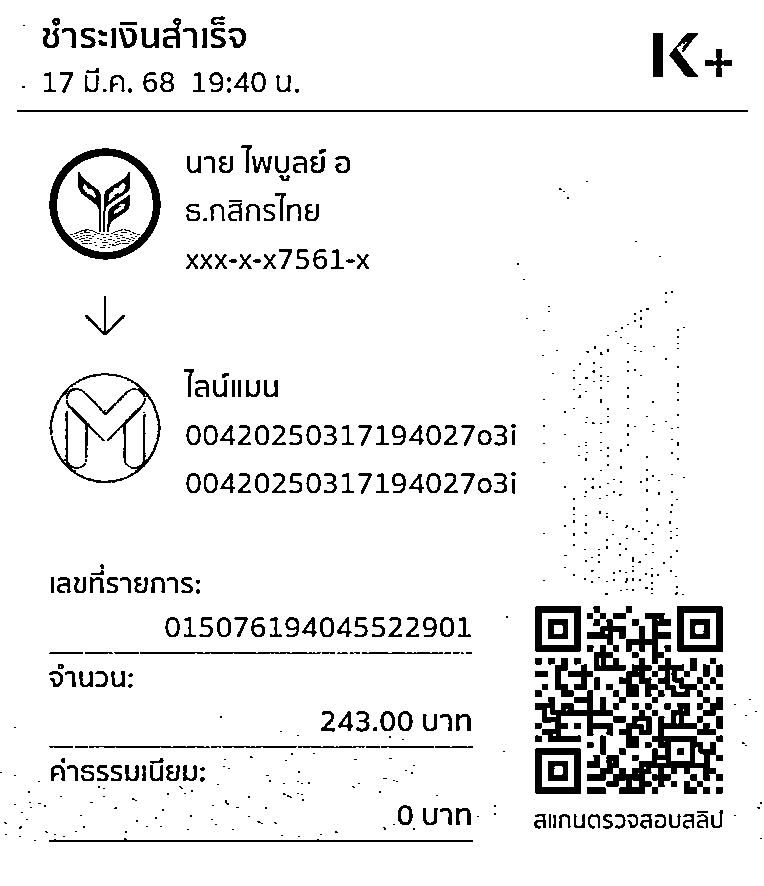 ชำระเงินสำเร็จ
17 มี.ค. 68 19:40 น.
K+
นาย ไพบูลย์ อ
ธ.กสิกรไทย
xxx-x-x7561-x
ไลน์แมน
00420250317194027o3i
00420250317194027o3i
เลขที่รายการ:
015076194045522901
จำนวน:
243.00 บาท
ค่าธรรมเนียม:
0 บาท
สแกนตรวจสอบสลิป